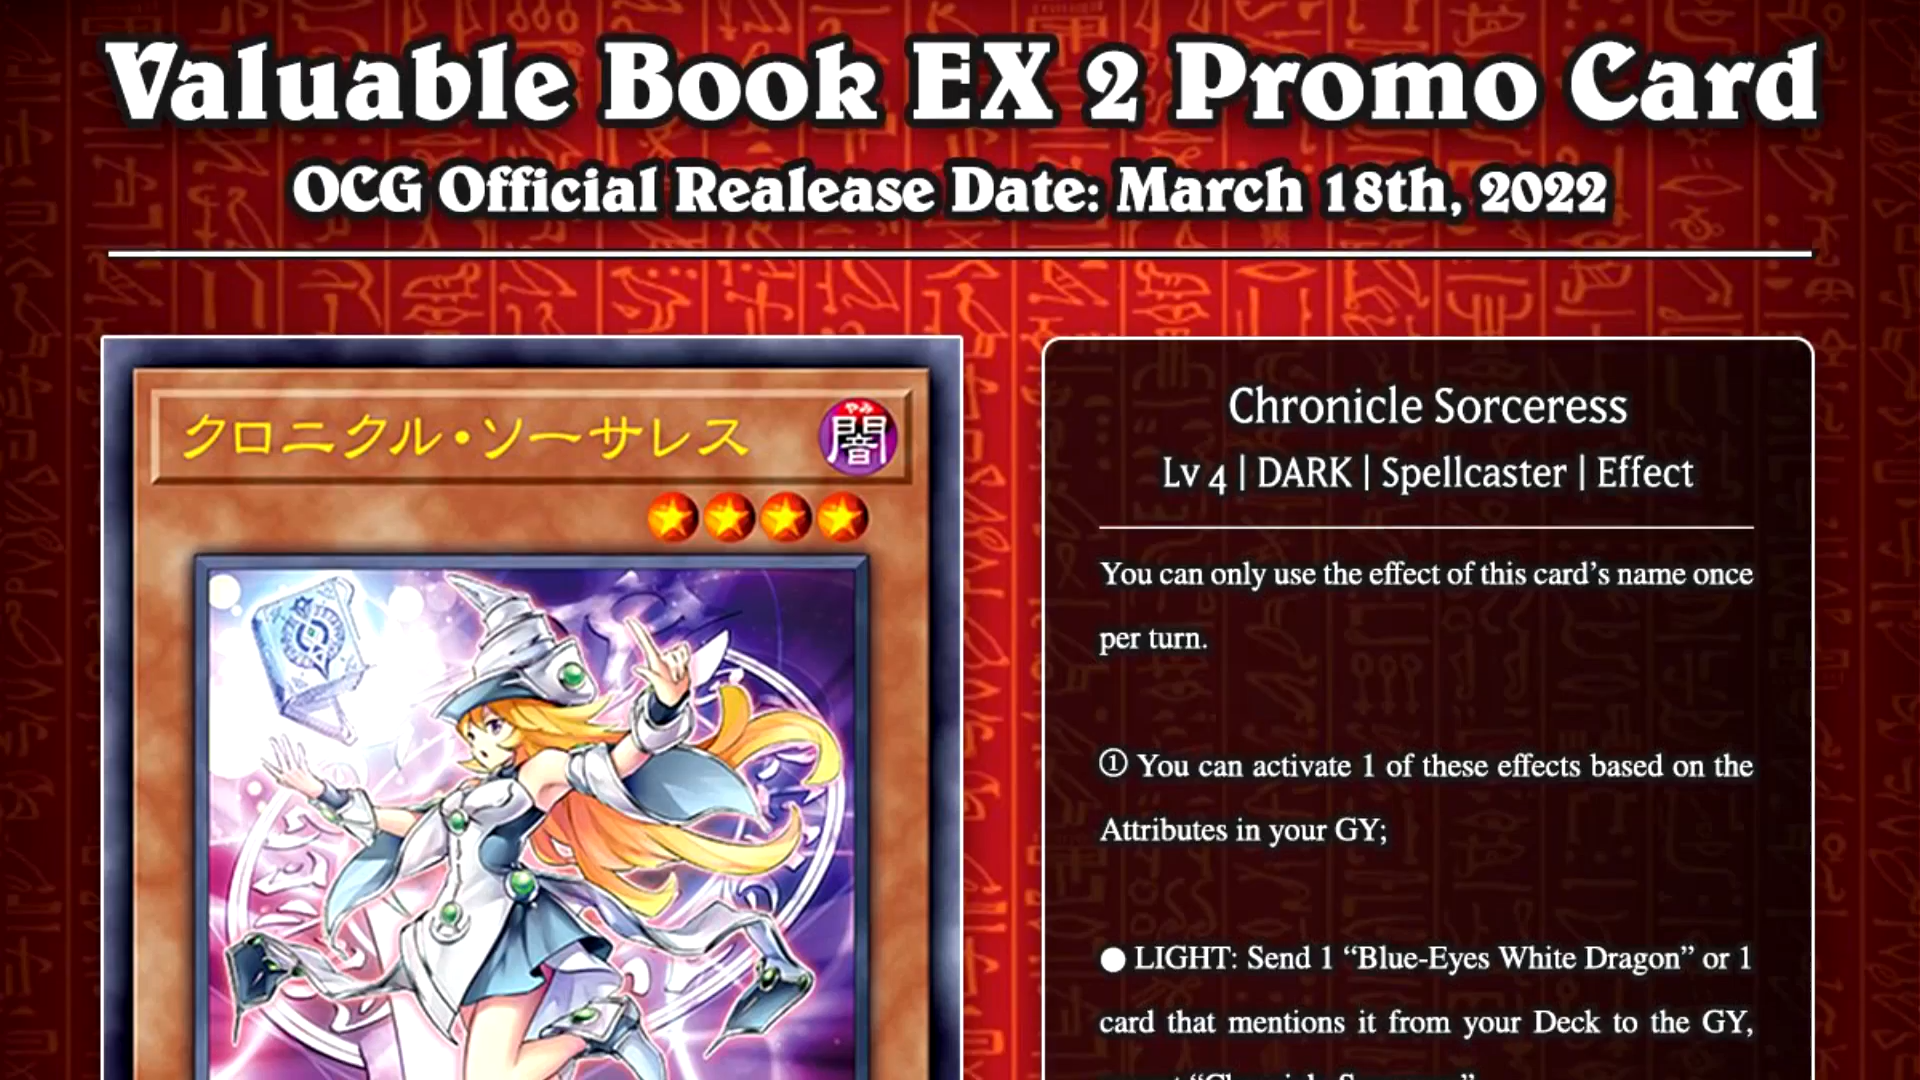 Valuable Book EX 2 Promo Card
OCG Official Realease Date: March 18th, 2022
クロニクル・ソーサレス
やみ
闇
Chronicle Sorceress
Lv 4 | DARK | Spellcaster | Effect
You can only use the effect of this card’s name once
per turn.
① You can activate 1 of these effects based on the
Attributes in your GY;
● LIGHT: Send 1 “Blue-Eyes White Dragon” or 1
card that mentions it from your Deck to the GY,